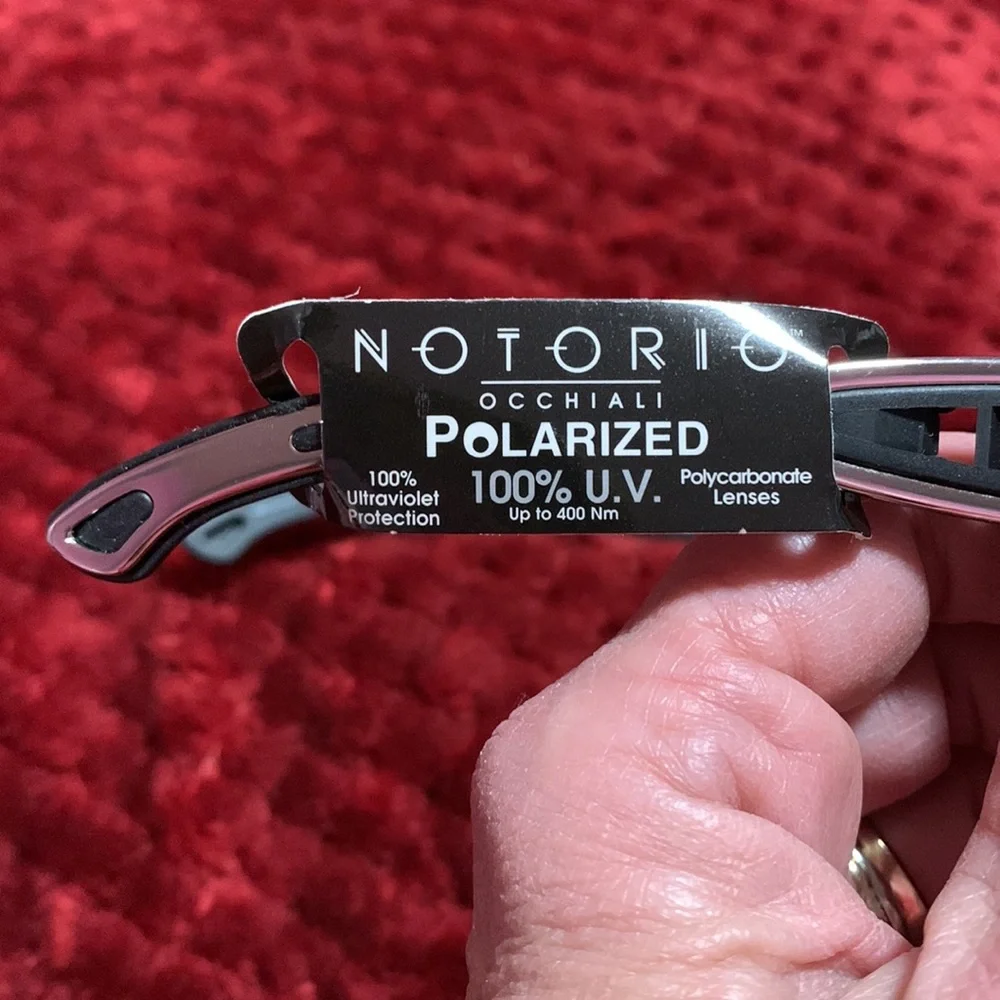 NOTORIO™
OCCHIALI
POLARIZED
100%
Ultraviolet
Protection
100% U.V.
Up to 400 Nm
Polycarbonate
Lenses